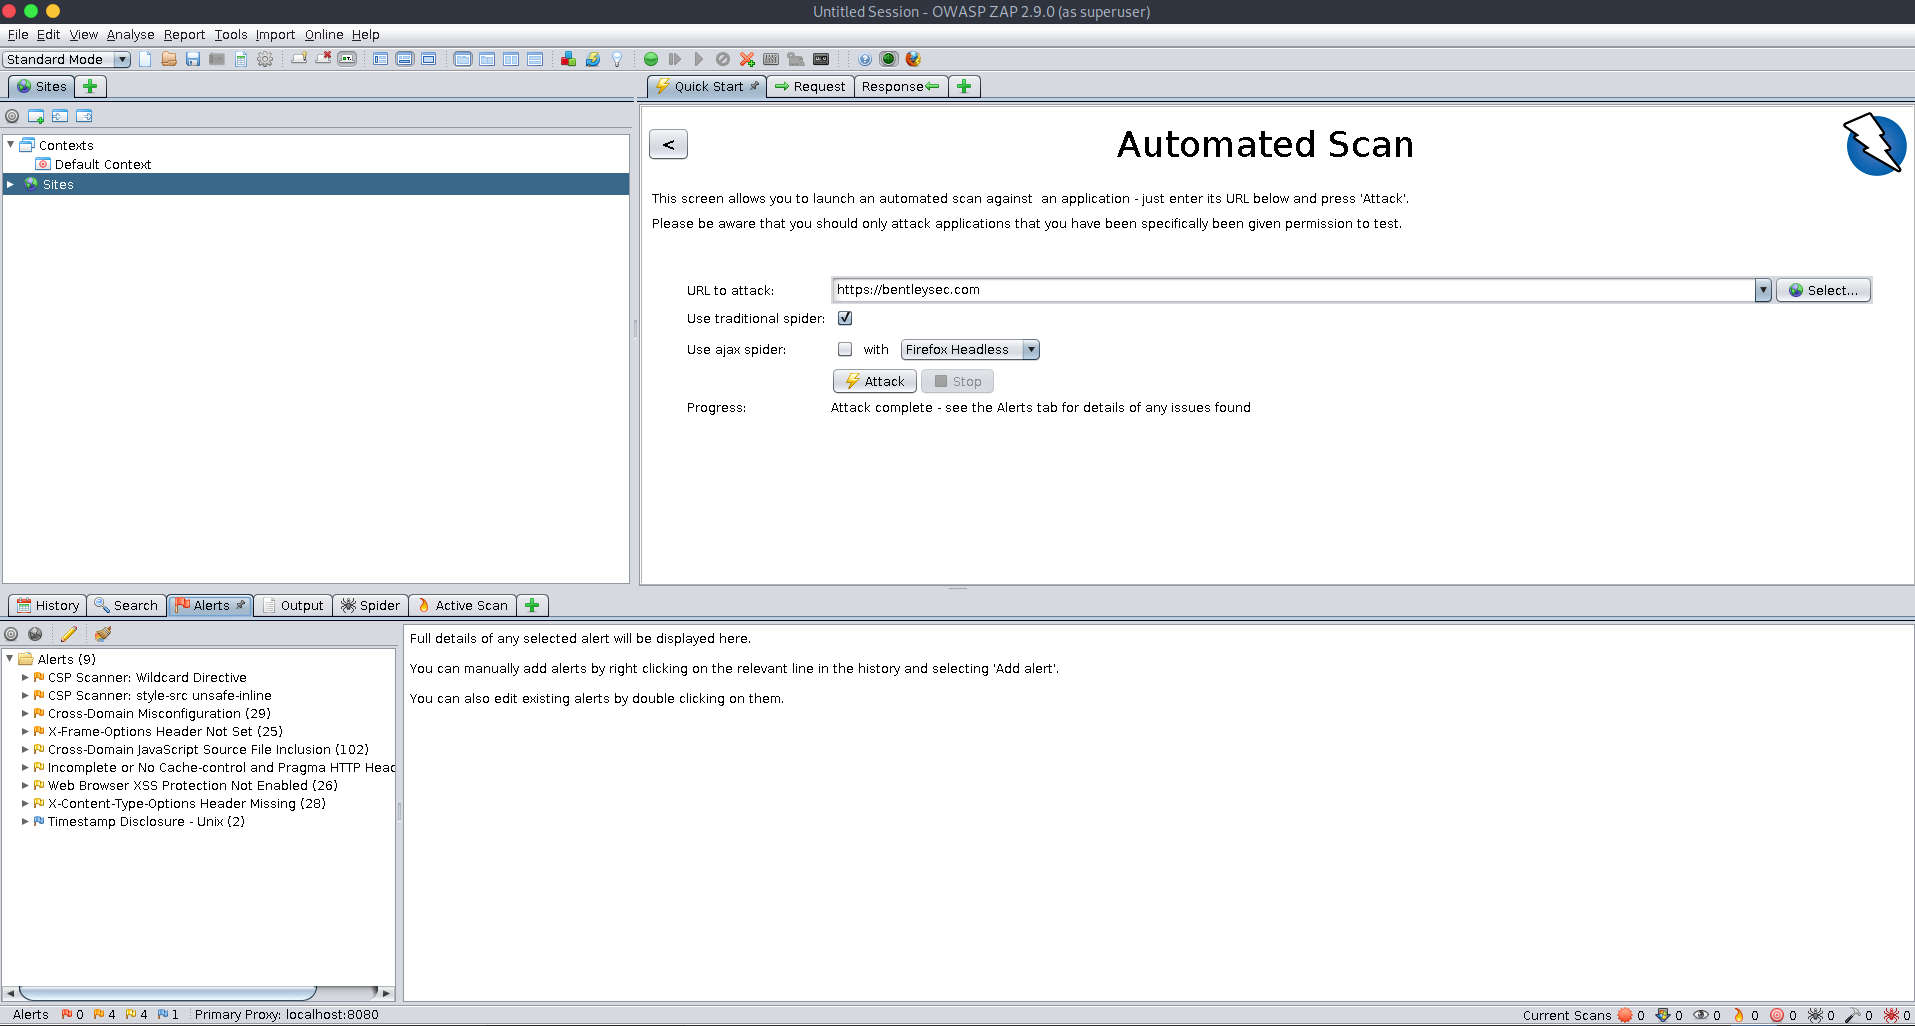 Untitled Session - OWASP ZAP 2.9.0 (as superuser)
File Edit View Analyse Report Tools Import Online Help
Standard Mode
Sites
Quick Start Request Response
Contexts
Default Context
Sites
<
Automated Scan
This screen allows you to launch an automated scan against an application - just enter its URL below and press 'Attack'.
Please be aware that you should only attack applications that you have been specifically been given permission to test.
URL to attack: https://bentleysec.com Select...
Use traditional spider:
Use ajax spider: with Firefox Headless
Attack Stop
Progress: Attack complete - see the Alerts tab for details of any issues found
History Search Alerts Output Spider Active Scan
Alerts (9)
CSP Scanner: Wildcard Directive
CSP Scanner: style-src unsafe-inline
Cross-Domain Misconfiguration (29)
X-Frame-Options Header Not Set (25)
Cross-Domain JavaScript Source File Inclusion (102)
Incomplete or No Cache-control and Pragma HTTP Heac
Web Browser XSS Protection Not Enabled (26)
X-Content-Type-Options Header Missing (28)
Timestamp Disclosure - Unix (2)
Full details of any selected alert will be displayed here.
You can manually add alerts by right clicking on the relevant line in the history and selecting 'Add alert'.
You can also edit existing alerts by double clicking on them.
Alerts 0 4 4 1 Primary Proxy: localhost:8080 Current Scans 0 0 0 0 0 0 0 0